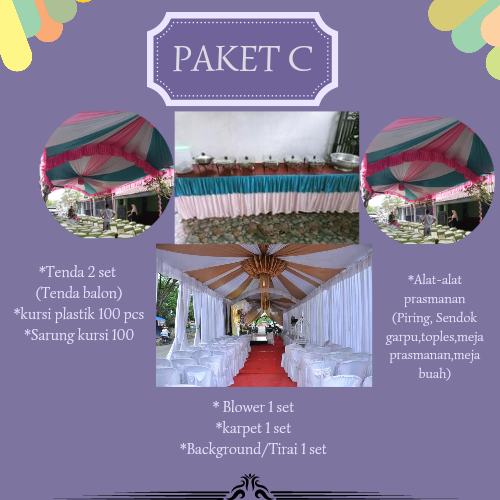 PAKET C
*Tenda 2 set
(Tenda balon)
*kursi plastik 100 pcs
*Sarung kursi 100
*Alat-alat
prasmanan
(Piring, Sendok
garpu,toples,meja
prasmanan,meja
buah)
* Blower 1 set
*karpet 1 set
*Background/Tirai 1 set